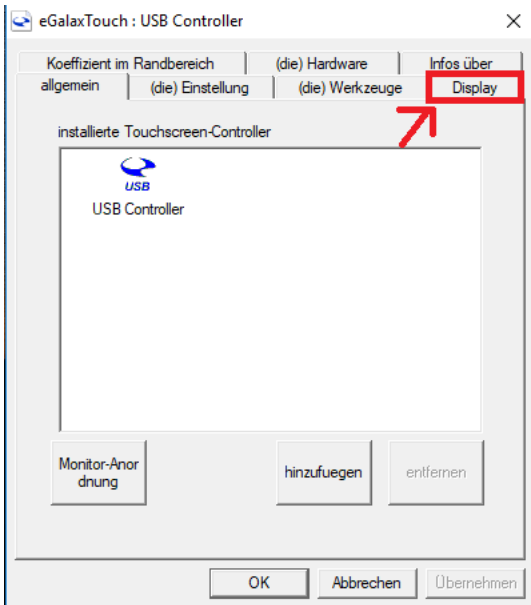 eGalaxTouch : USB Controller
Koeffizient im Randbereich
(die) Hardware
Infos über
allgemein
(die) Einstellung
(die) Werkzeuge
Display
installierte Touchscreen-Controller
USB
USB Controller
Monitor-Anor
dnung
hinzufuegen
entfernen
OK
Abbrechen
Übernehmen